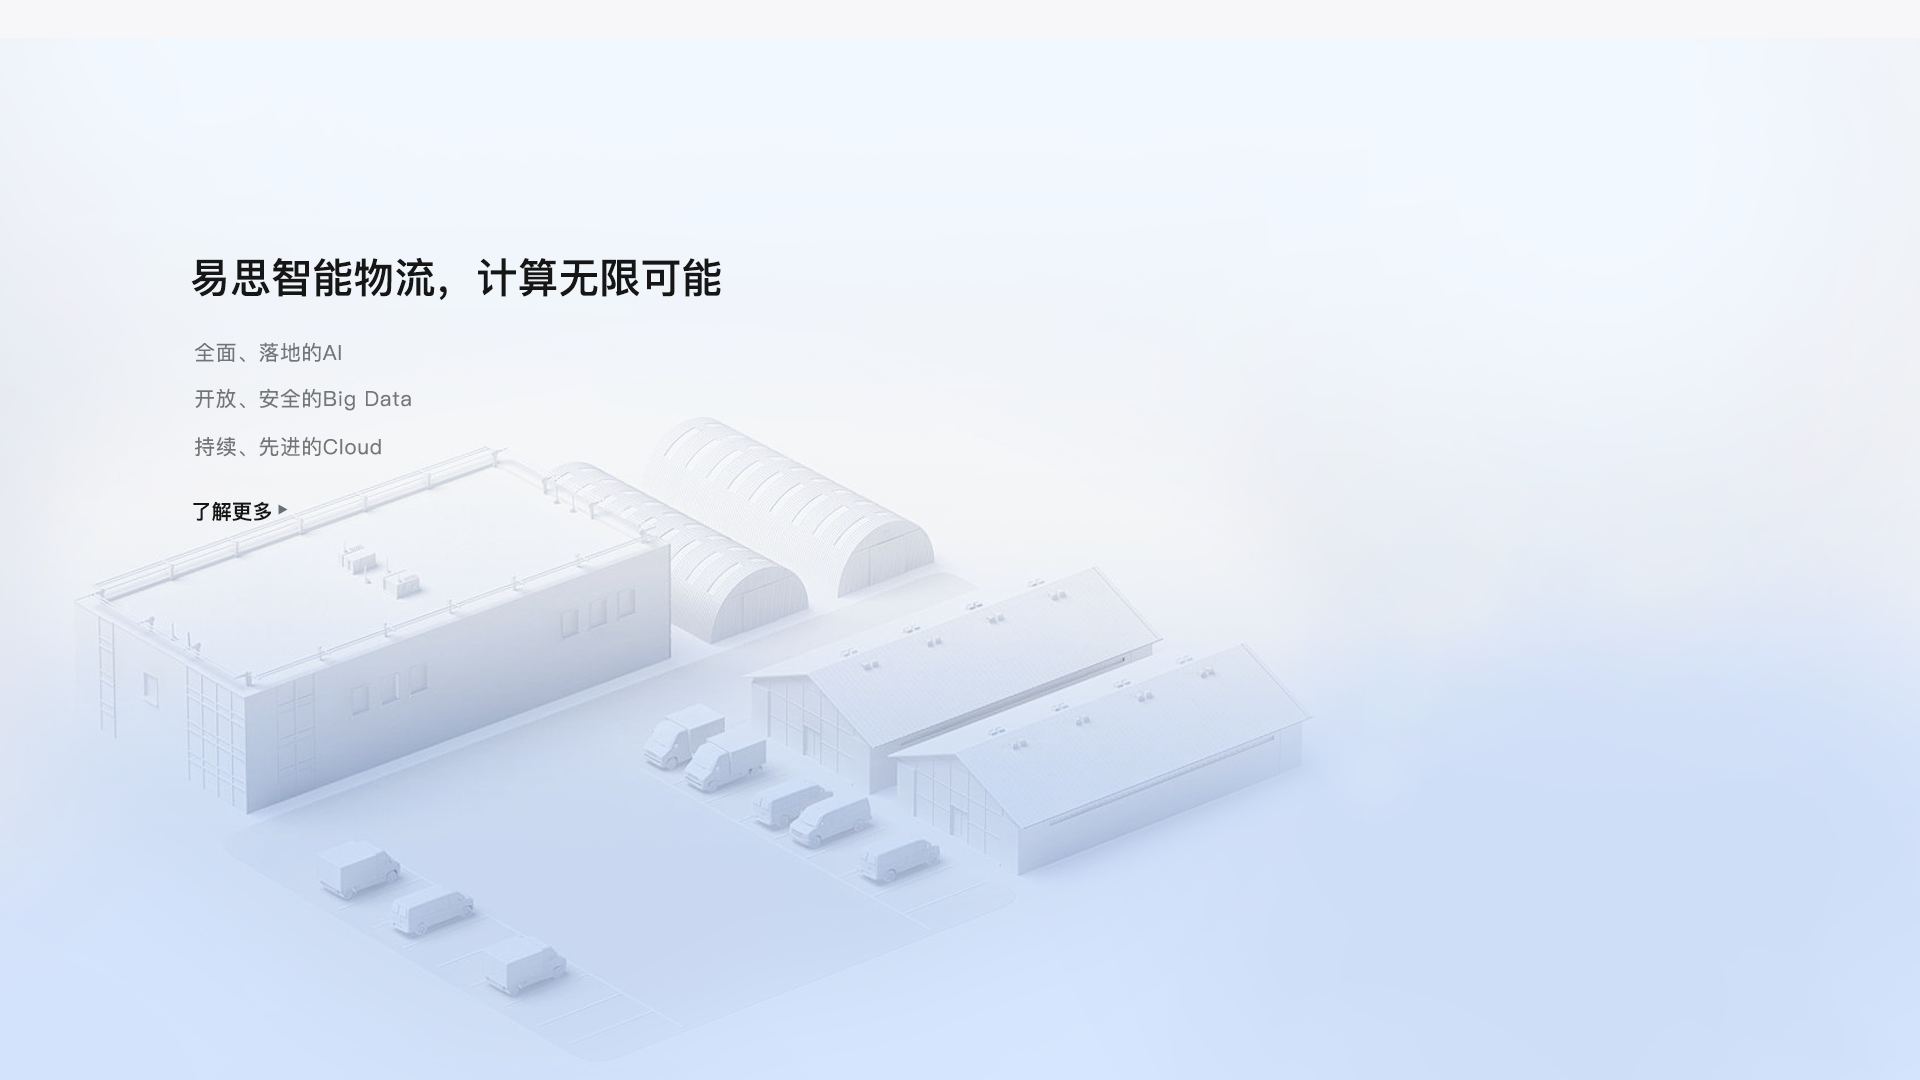 易思智能物流，计算无限可能
全面、落地的AI
开放、安全的Big Data
持续、先进的Cloud
了解更多